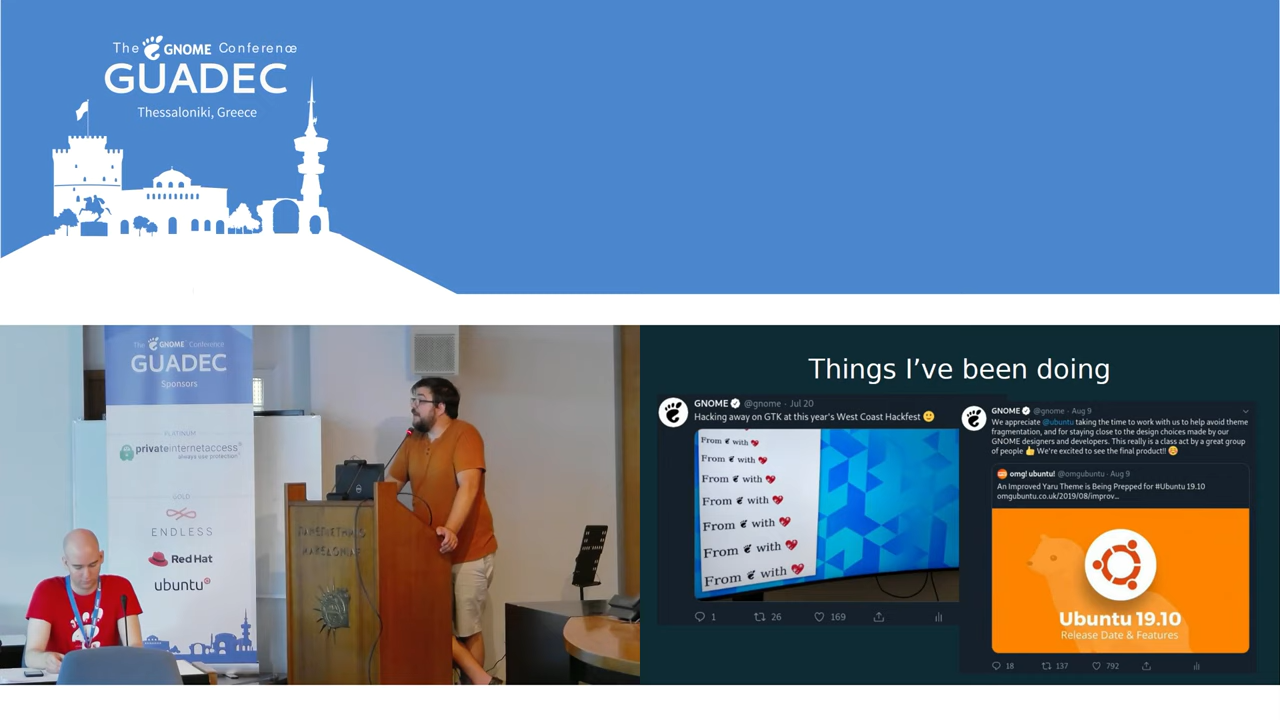 The GNOME Conference
GUADEC
Thessaloniki, Greece
The GNOME Conference
GUADEC
Sponsors
PLATINUM
privateinternetaccess
always use protection
GOLD
ENDLESS
Red Hat
ubuntu
ΠΑΝΕΠΙΣΤΗΜΙΟ
ΜΑΚΕΔΟΝΙΑΣ
Things I've been doing
GNOME @gnome · Jul 20
Hacking away on GTK at this year's West Coast Hackfest 🙂
From with 💖
From with 💖
From with 💖
From with 💖
From with 💖
From with 💖
From with 💖
1 26 169
GNOME @gnome · Aug 9
We appreciate @ubuntu taking the time to work with us to help avoid theme
fragmentation, and for staying close to the design choices made by our
GNOME designers and developers. This really is a class act by a great group
of people 👍 We're excited to see the final product!! 😊
omg! ubuntu! @omgubuntu · Aug 9
An Improved Yaru Theme is Being Prepped for #Ubuntu 19.10
omgubuntu.co.uk/2019/08/improv...
Ubuntu 19.10
Release Date & Features
18 137 792